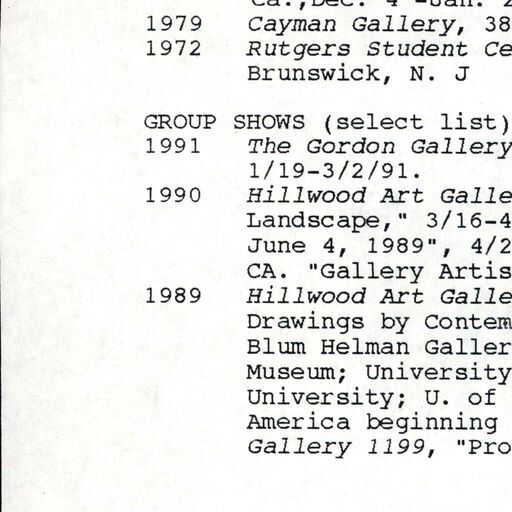 Ca.,Dec. 4 -Jan. 2
1979 Cayman Gallery, 38
1972 Rutgers Student Ce
Brunswick, N. J
GROUP SHOWS (select list)
1991 The Gordon Gallery
1/19-3/2/91.
1990 Hillwood Art Galle
Landscape," 3/16-4
June 4, 1989", 4/2
CA. "Gallery Artis
1989 Hillwood Art Galle
Drawings by Contem
Blum Helman Galler
Museum; University
University; U. of
America beginning
Gallery 1199, "Pro